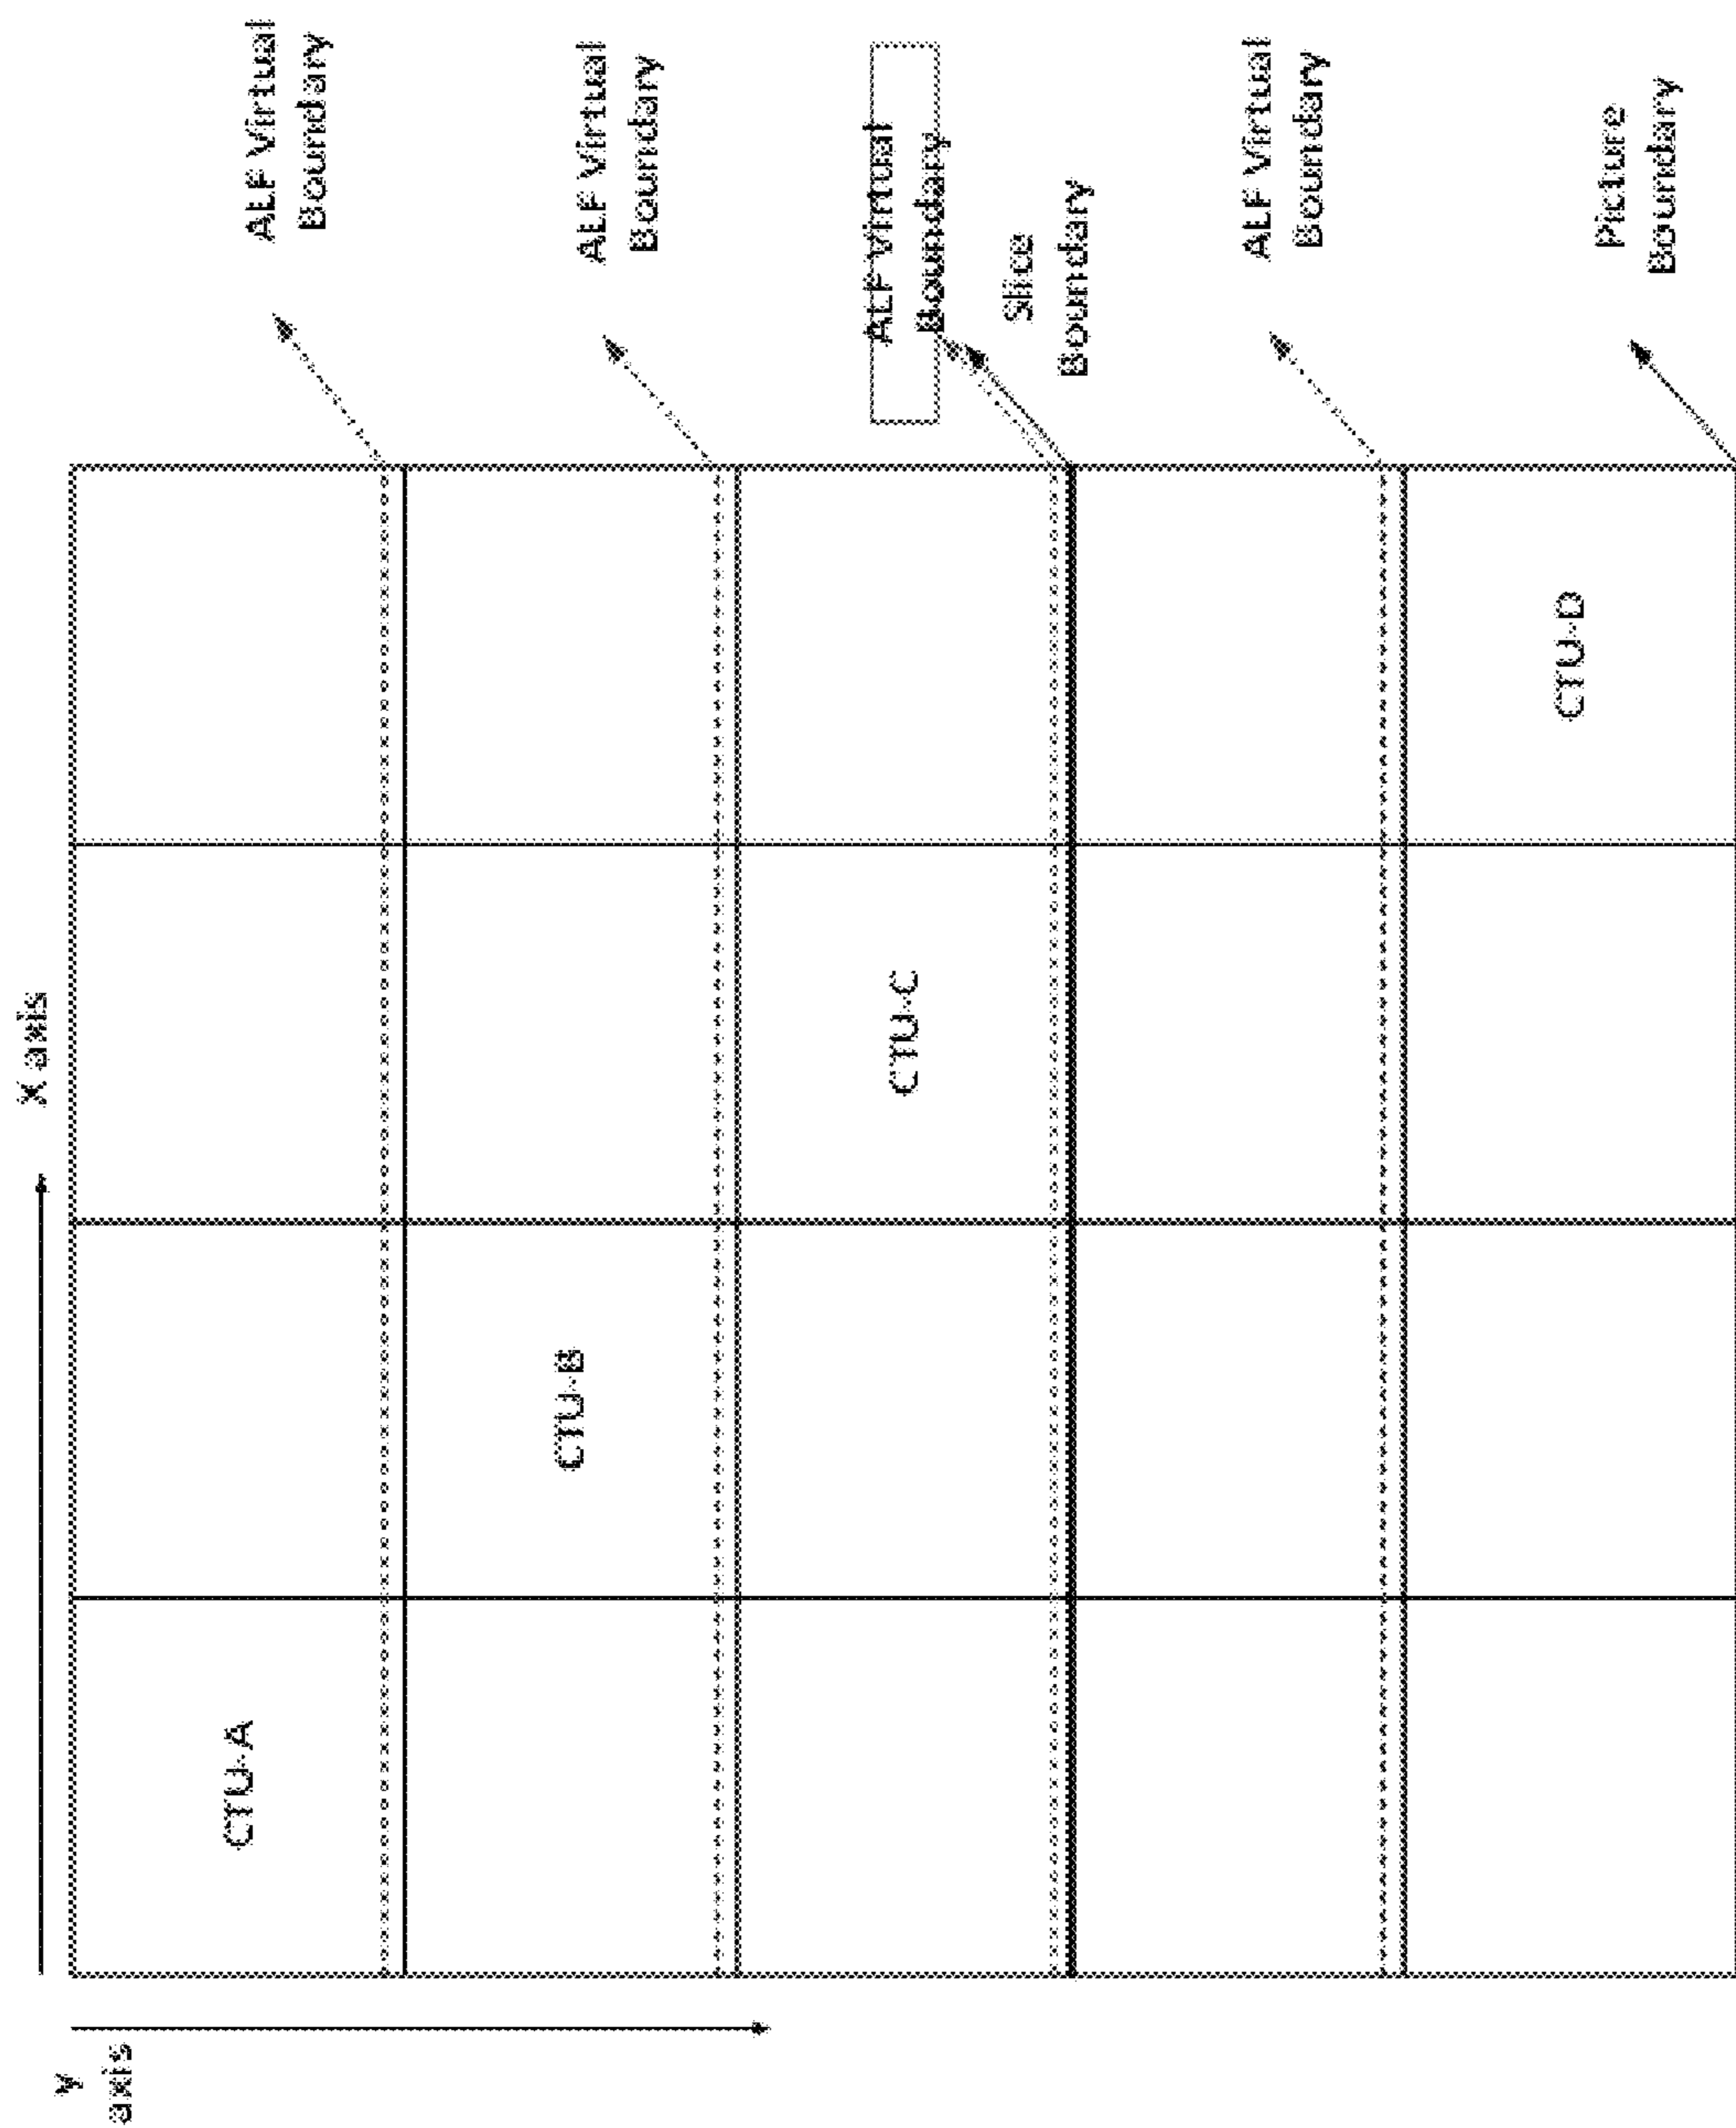 X axis
y
axis
CTU-A
ALF Virtual
Boundary
CTU-B
ALF Virtual
Boundary
CTU-C
ALF Virtual
Boundary
Slice
Boundary
ALF Virtual
Boundary
CTU-D
Picture
Boundary